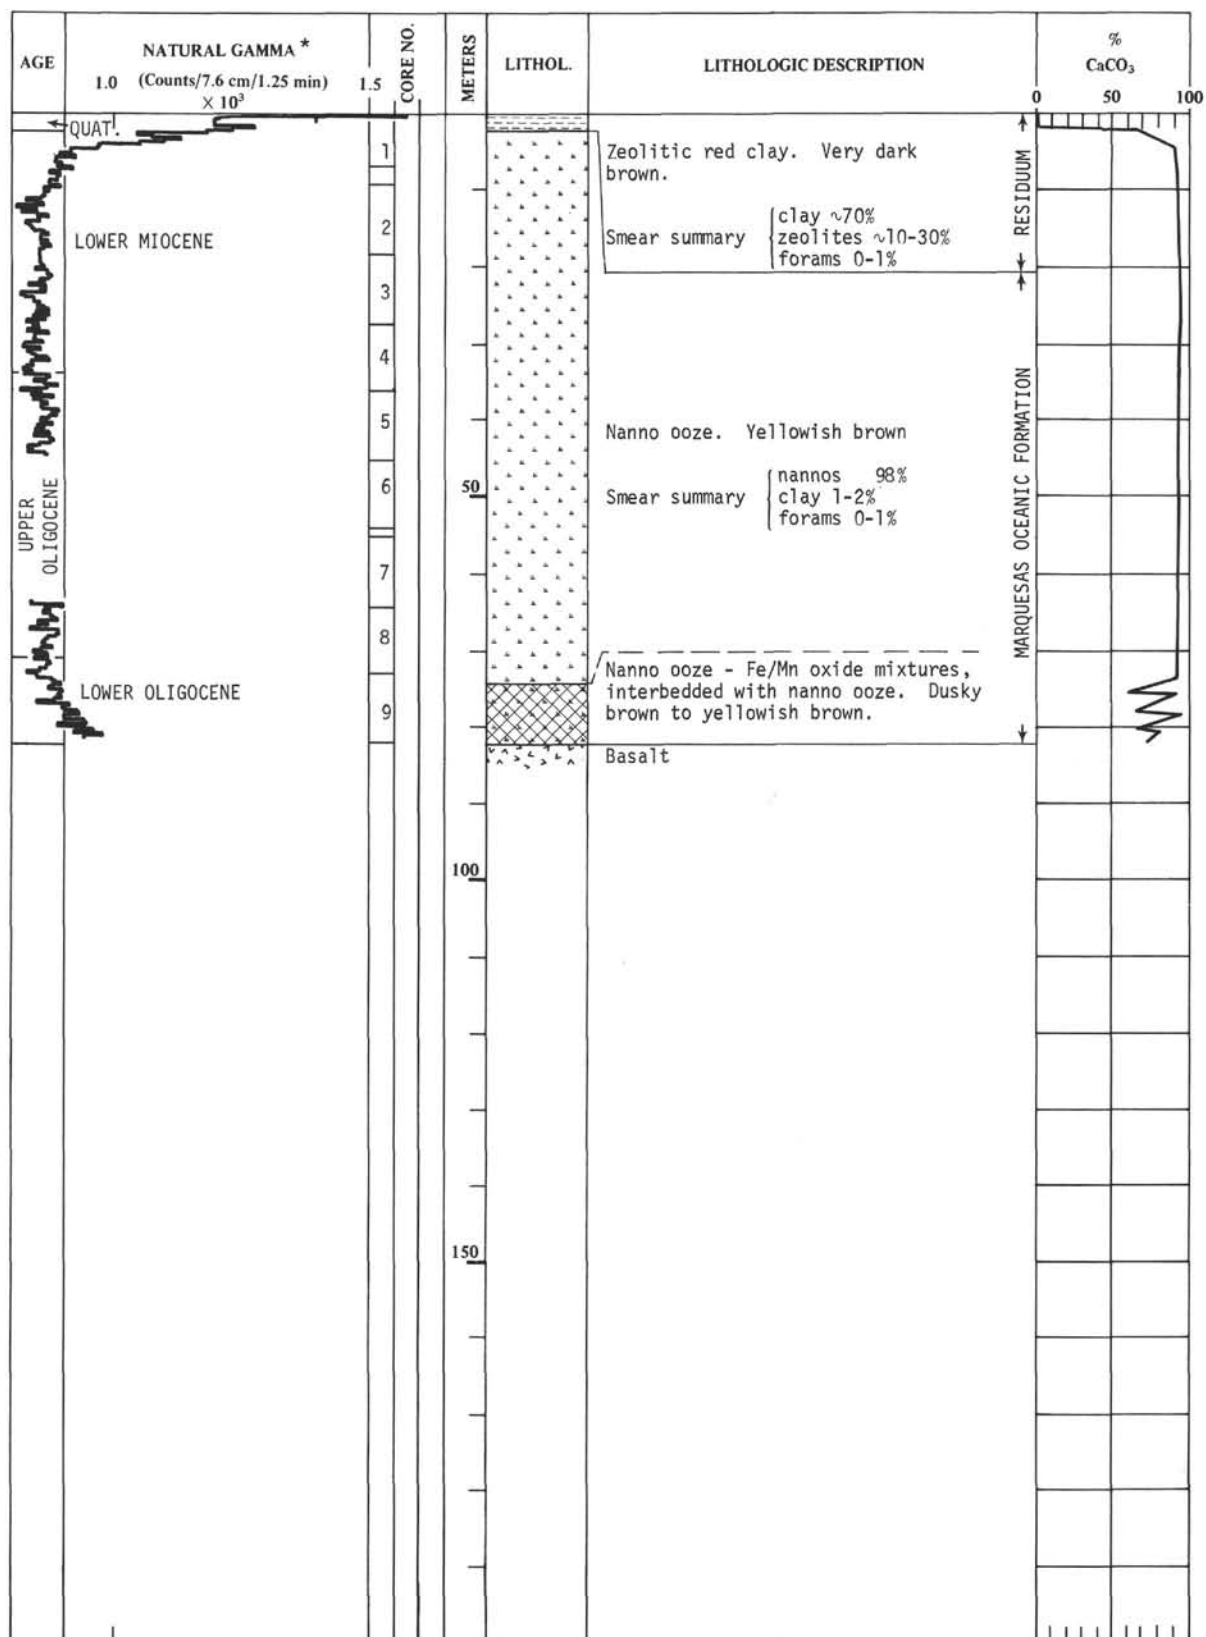 AGE
NATURAL GAMMA *
1.0 (Counts/7.6 cm/1.25 min) 1.5
× 10³
CORE NO.
METERS
LITHOL.
LITHOLOGIC DESCRIPTION
%
CaCO₃
0 50 100
QUAT.
1
Zeolitic red clay. Very dark
brown.
Smear summary
clay ~70%
zeolites ~10-30%
forams 0-1%
RESIDUUM
2
LOWER MIOCENE
3
4
5
Nanno ooze. Yellowish brown
Smear summary
nannos 98%
clay 1-2%
forams 0-1%
MARQUESAS OCEANIC FORMATION
6
50
UPPER
OLIGOCENE
7
8
Nanno ooze - Fe/Mn oxide mixtures,
interbedded with nanno ooze. Dusky
brown to yellowish brown.
LOWER OLIGOCENE
9
Basalt
100
150